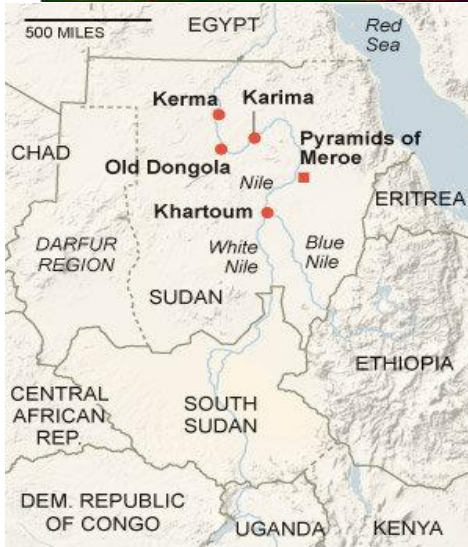 500 MILES
EGYPT
Red
Sea
Kerma
Karima
CHAD
Pyramids of
Meroe
Old Dongola
Nile
ERITREA
Khartoum
DARFUR
REGION
White
Nile
Blue
Nile
SUDAN
ETHIOPIA
CENTRAL
AFRICAN
REP.
SOUTH
SUDAN
DEM. REPUBLIC
OF CONGO
UGANDA
KENYA